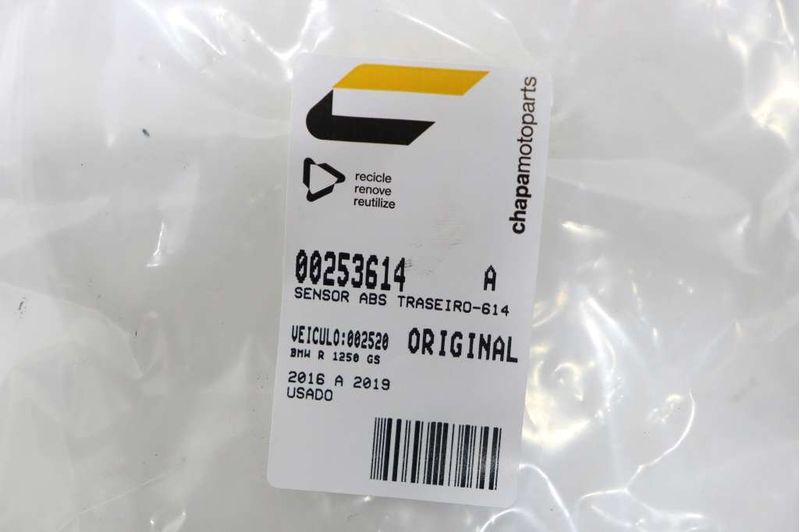 chapamotoparts
recicle
renove
reutilize
00253614 A
SENSOR ABS TRASEIRO-614
VEICULO:002520 ORIGINAL
BMW R 1250 GS
2016 A 2019
USADO